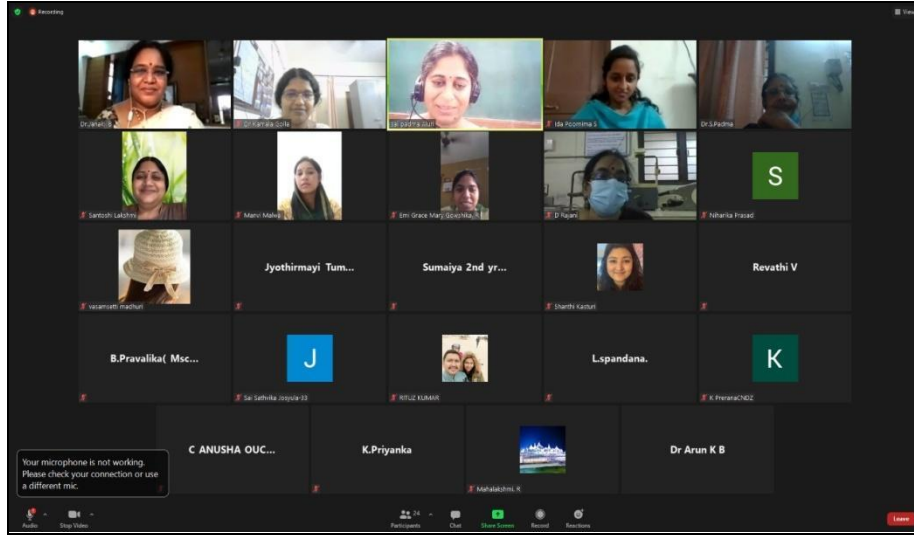 Recording
View
Dr.Janaki. B
Dr Kamala Golla
sai padma
Ida Poornima S
Dr.S.Padma
Santoshi Lakshmi
Manvi Malwa
Emi Grace Mary Gowshika. R
D Rajani
S
Niharika Prasad
vasamsetti madhuri
Jyothirmayi Tum...
Sumaiya 2nd yr...
Shanthi Kasturi
Revathi V
B.Pravalika( Msc...
J
Sai Sathvika Josyula-33
RITUZ KUMAR
L.spandana.
K
K PreranaCNDZ
C ANUSHA OUC...
K.Priyanka
Mahalakshmi. R
Dr Arun K B
Your microphone is not working.
Please check your connection or use
a different mic.
Audio
Stop Video
24
Participants
Chat
Share Screen
Record
Reactions
Leave